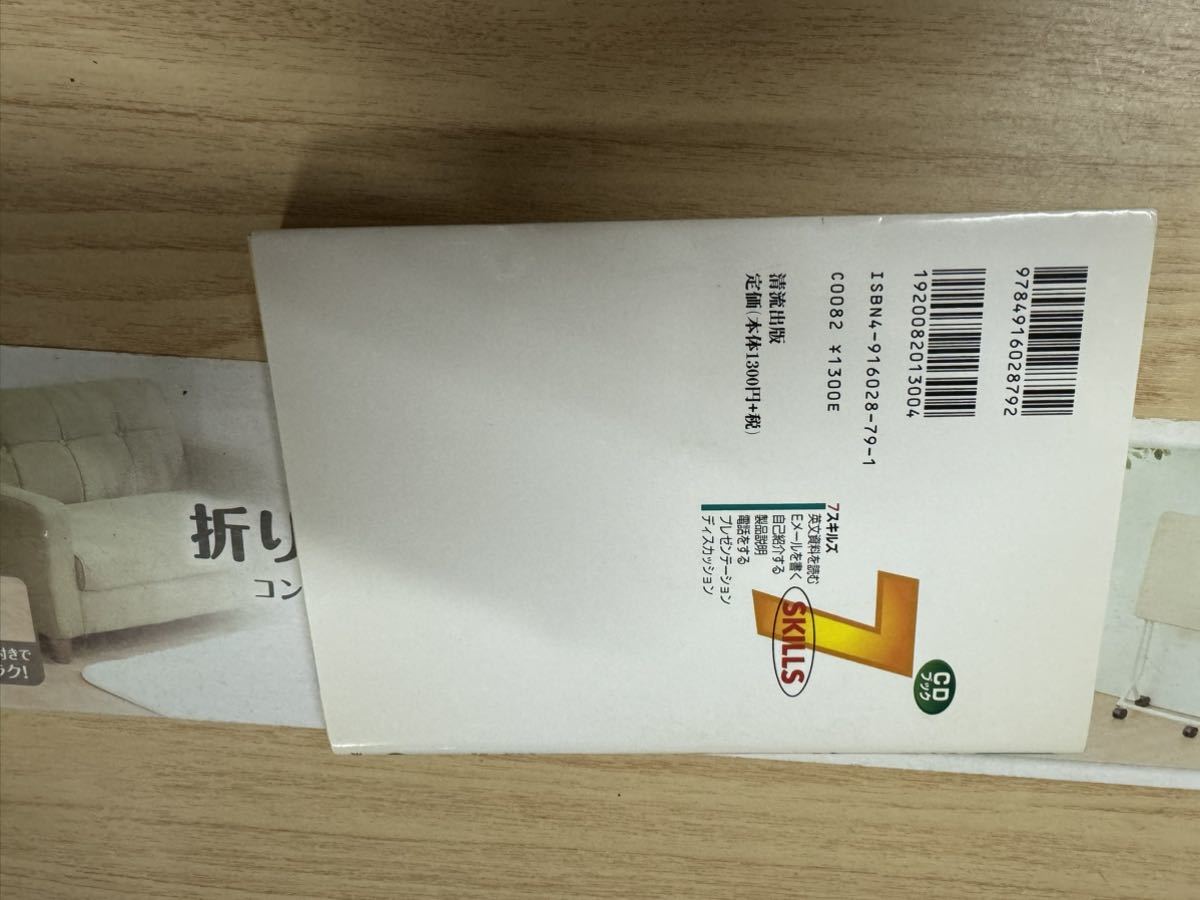 9784916028792
1920082013004
ISBN4-916028-79-1
C0082 ¥1300E
清流出版
定価(本体1300円+税)
7スキルズ
英文資料を読む
Eメールを書く
自己紹介する
製品説明
電話をする
プレゼンテーション
ディスカッション
7
SKILLS
CD
ブック
折り
コン
付きで
ラク!